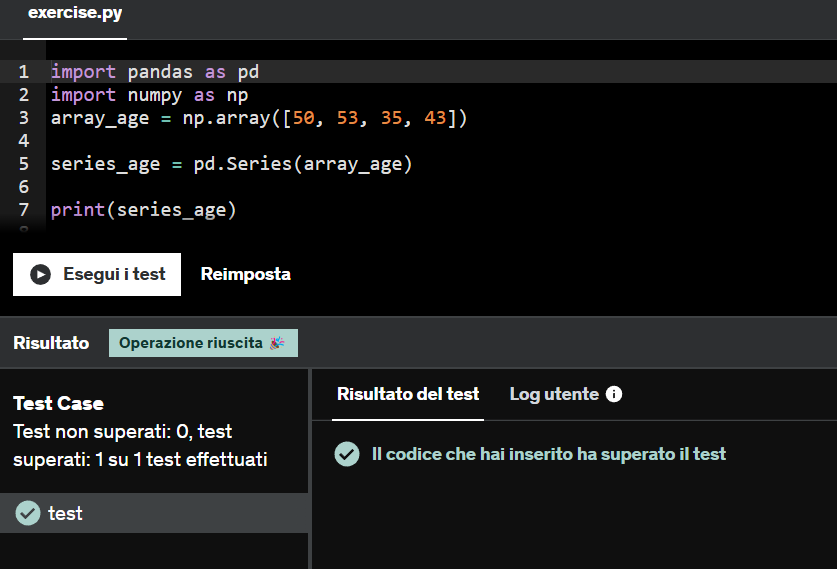 exercise.py
1 import pandas as pd
2 import numpy as np
3 array_age = np.array([50, 53, 35, 43])
4
5 series_age = pd.Series(array_age)
6
7 print(series_age)
8
Esegui i test Reimposta
Risultato Operazione riuscita 🎉
Test Case
Test non superati: 0, test
superati: 1 su 1 test effettuati
test
Risultato del test Log utente
Il codice che hai inserito ha superato il test